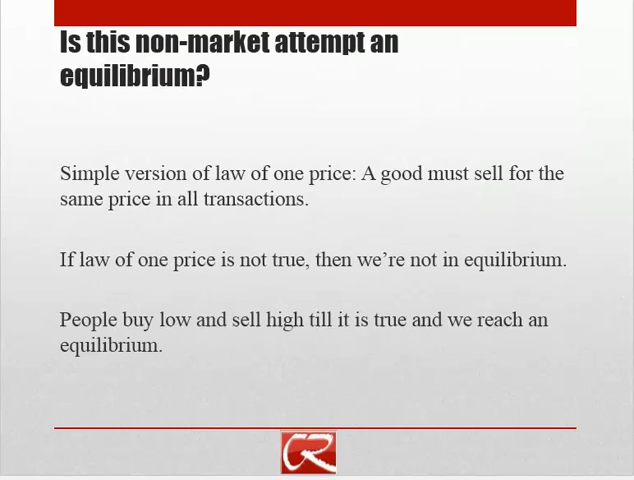 Is this non-market attempt an
equilibrium?
Simple version of law of one price: A good must sell for the
same price in all transactions.
If law of one price is not true, then we're not in equilibrium.
People buy low and sell high till it is true and we reach an
equilibrium.
CR